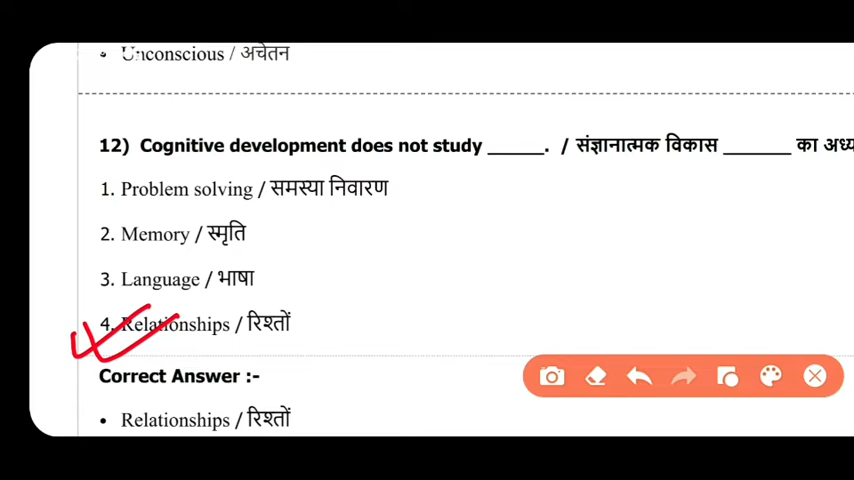 • Unconscious / अचेतन
12) Cognitive development does not study _____. / संज्ञानात्मक विकास _______ का
1. Problem solving / समस्या निवारण
2. Memory / स्मृति
3. Language / भाषा
4. Relationships / रिश्तों
Correct Answer :-
• Relationships / रिश्तों